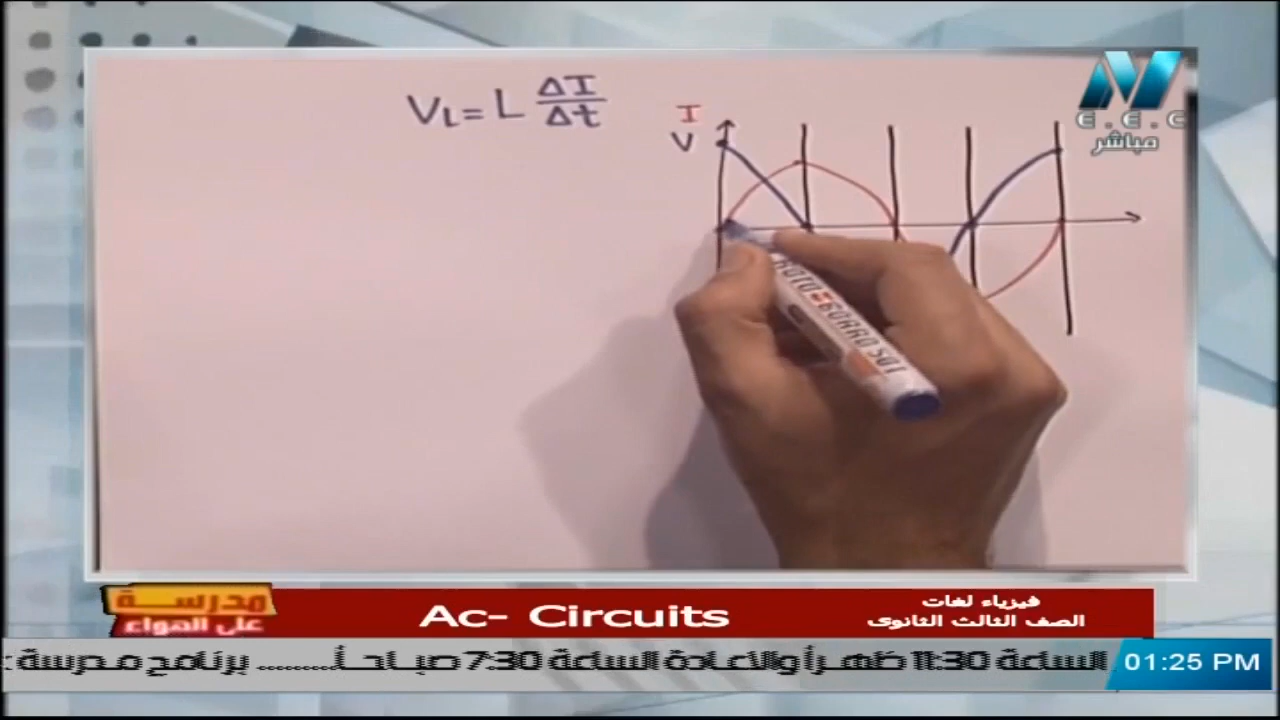 V_L = L ΔI/Δt
I
V
E.E.C
مباشر
مدرسة
على الهواء
Ac- Circuits
فيزياء لغات
الصف الثالث الثانوى
الساعة 11:30 ظهراً والاعادة الساعة 7:30 صباحاً......... برنامج مدرسة
01:25 PM